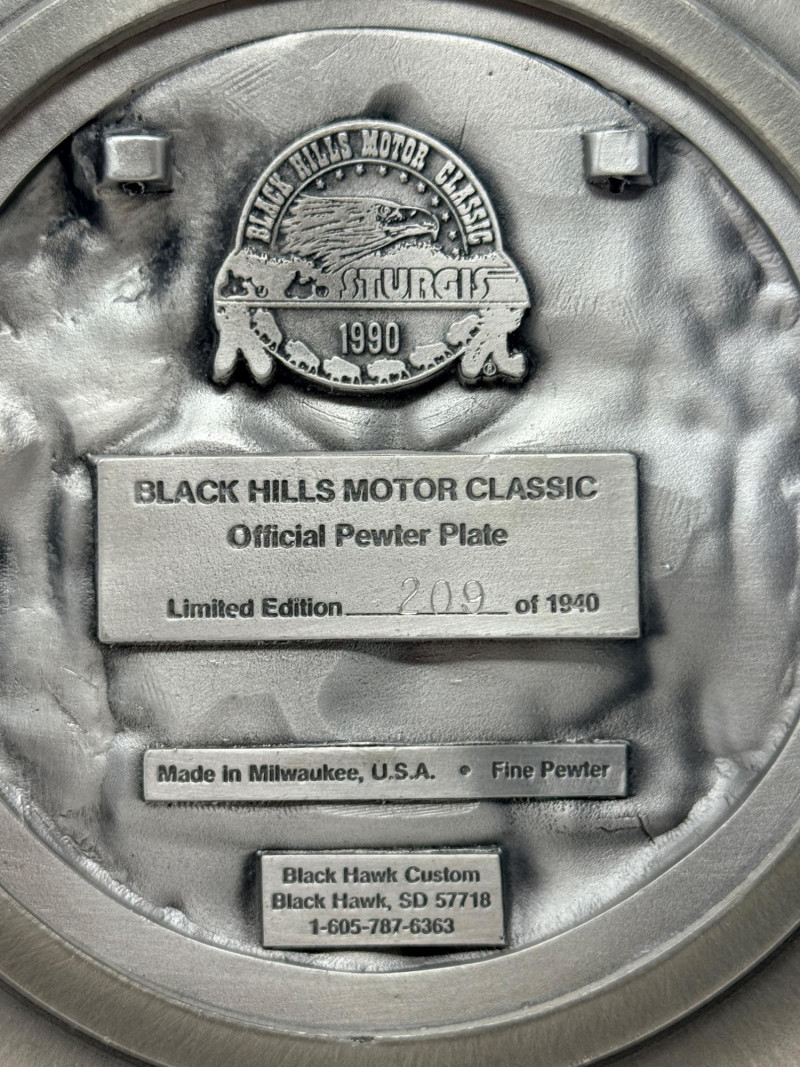 BLACK HILLS MOTOR CLASSIC
STURGIS
1990
®
BLACK HILLS MOTOR CLASSIC
Official Pewter Plate
Limited Edition 209 of 1940
Made in Milwaukee, U.S.A. • Fine Pewter
Black Hawk Custom
Black Hawk, SD 57718
1-605-787-6363